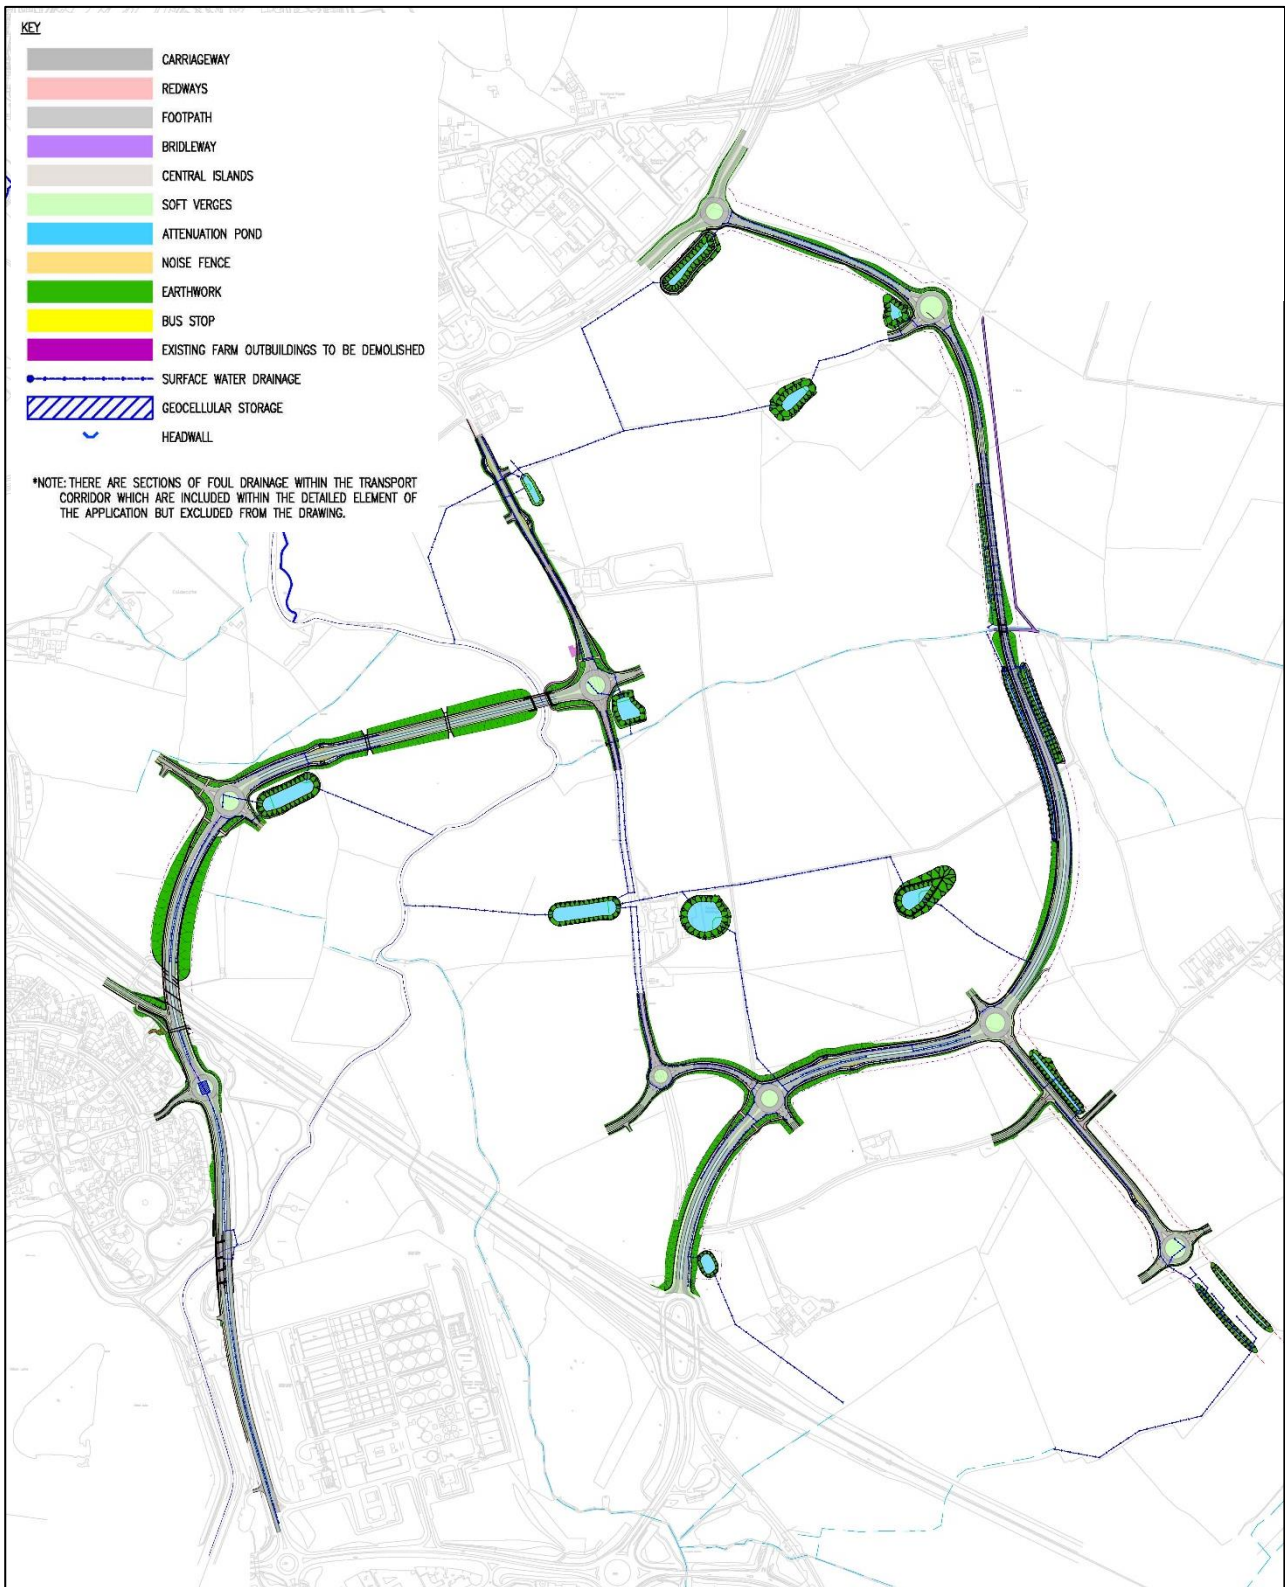 KEY
CARRIAGEWAY
REDWAYS
FOOTPATH
BRIDLEWAY
CENTRAL ISLANDS
SOFT VERGES
ATTENUATION POND
NOISE FENCE
EARTHWORK
BUS STOP
EXISTING FARM OUTBUILDINGS TO BE DEMOLISHED
SURFACE WATER DRAINAGE
GEOCELLULAR STORAGE
HEADWALL
*NOTE: THERE ARE SECTIONS OF FOUL DRAINAGE WITHIN THE TRANSPORT
CORRIDOR WHICH ARE INCLUDED WITHIN THE DETAILED ELEMENT OF
THE APPLICATION BUT EXCLUDED FROM THE DRAWING.